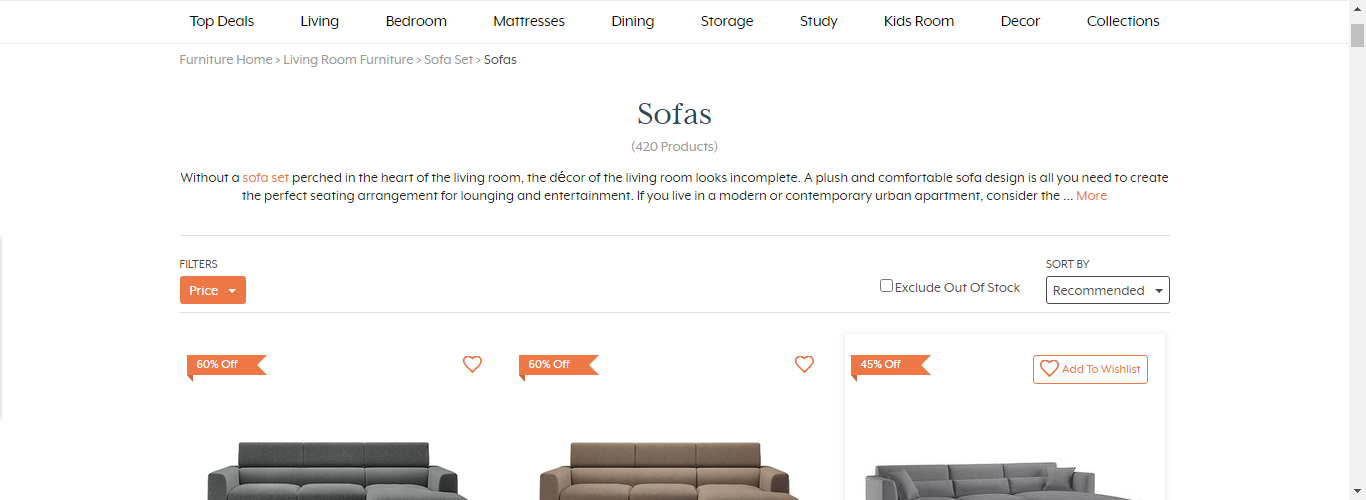 Top Deals Living Bedroom Mattresses Dining Storage Study Kids Room Decor Collections
Furniture Home > Living Room Furniture > Sofa Set > Sofas
Sofas
(420 Products)
Without a sofa set perched in the heart of the living room, the décor of the living room looks incomplete. A plush and comfortable sofa design is all you need to create
the perfect seating arrangement for lounging and entertainment. If you live in a modern or contemporary urban apartment, consider the ... More
FILTERS
Price
Exclude Out Of Stock
SORT BY
Recommended
60% Off
60% Off
45% Off
Add To Wishlist